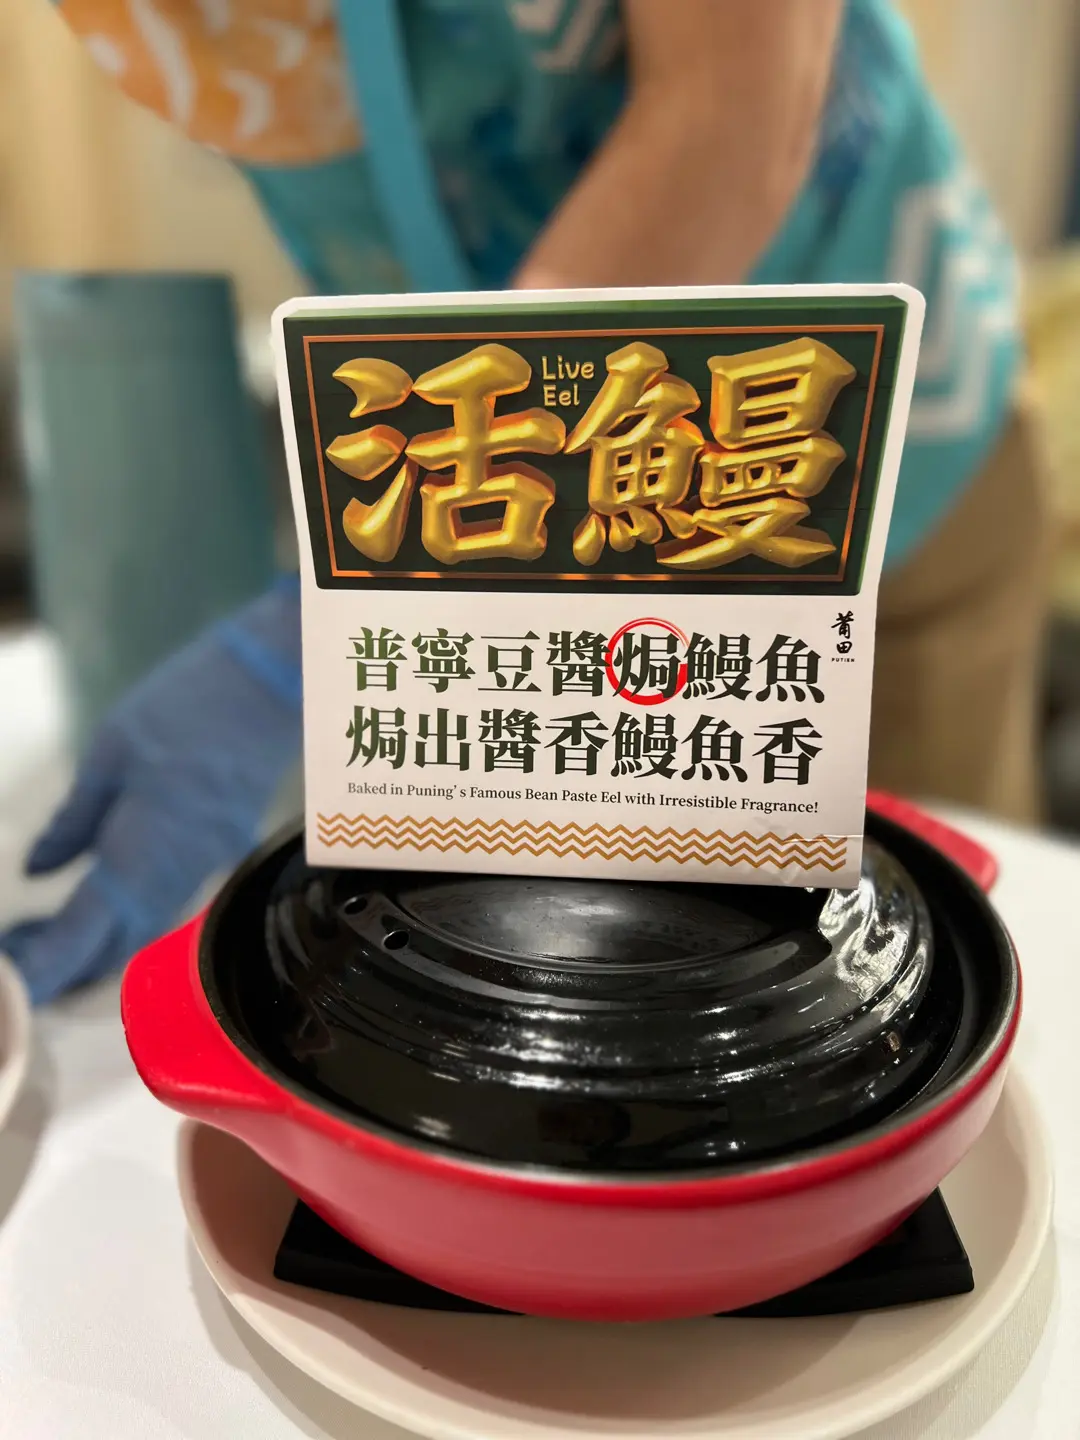 活鰻
Live
Eel
莆田
PUTIEN
普寧豆醬焗鰻魚
焗出醬香鰻魚香
Baked in Puning's Famous Bean Paste Eel with Irresistible Fragrance!